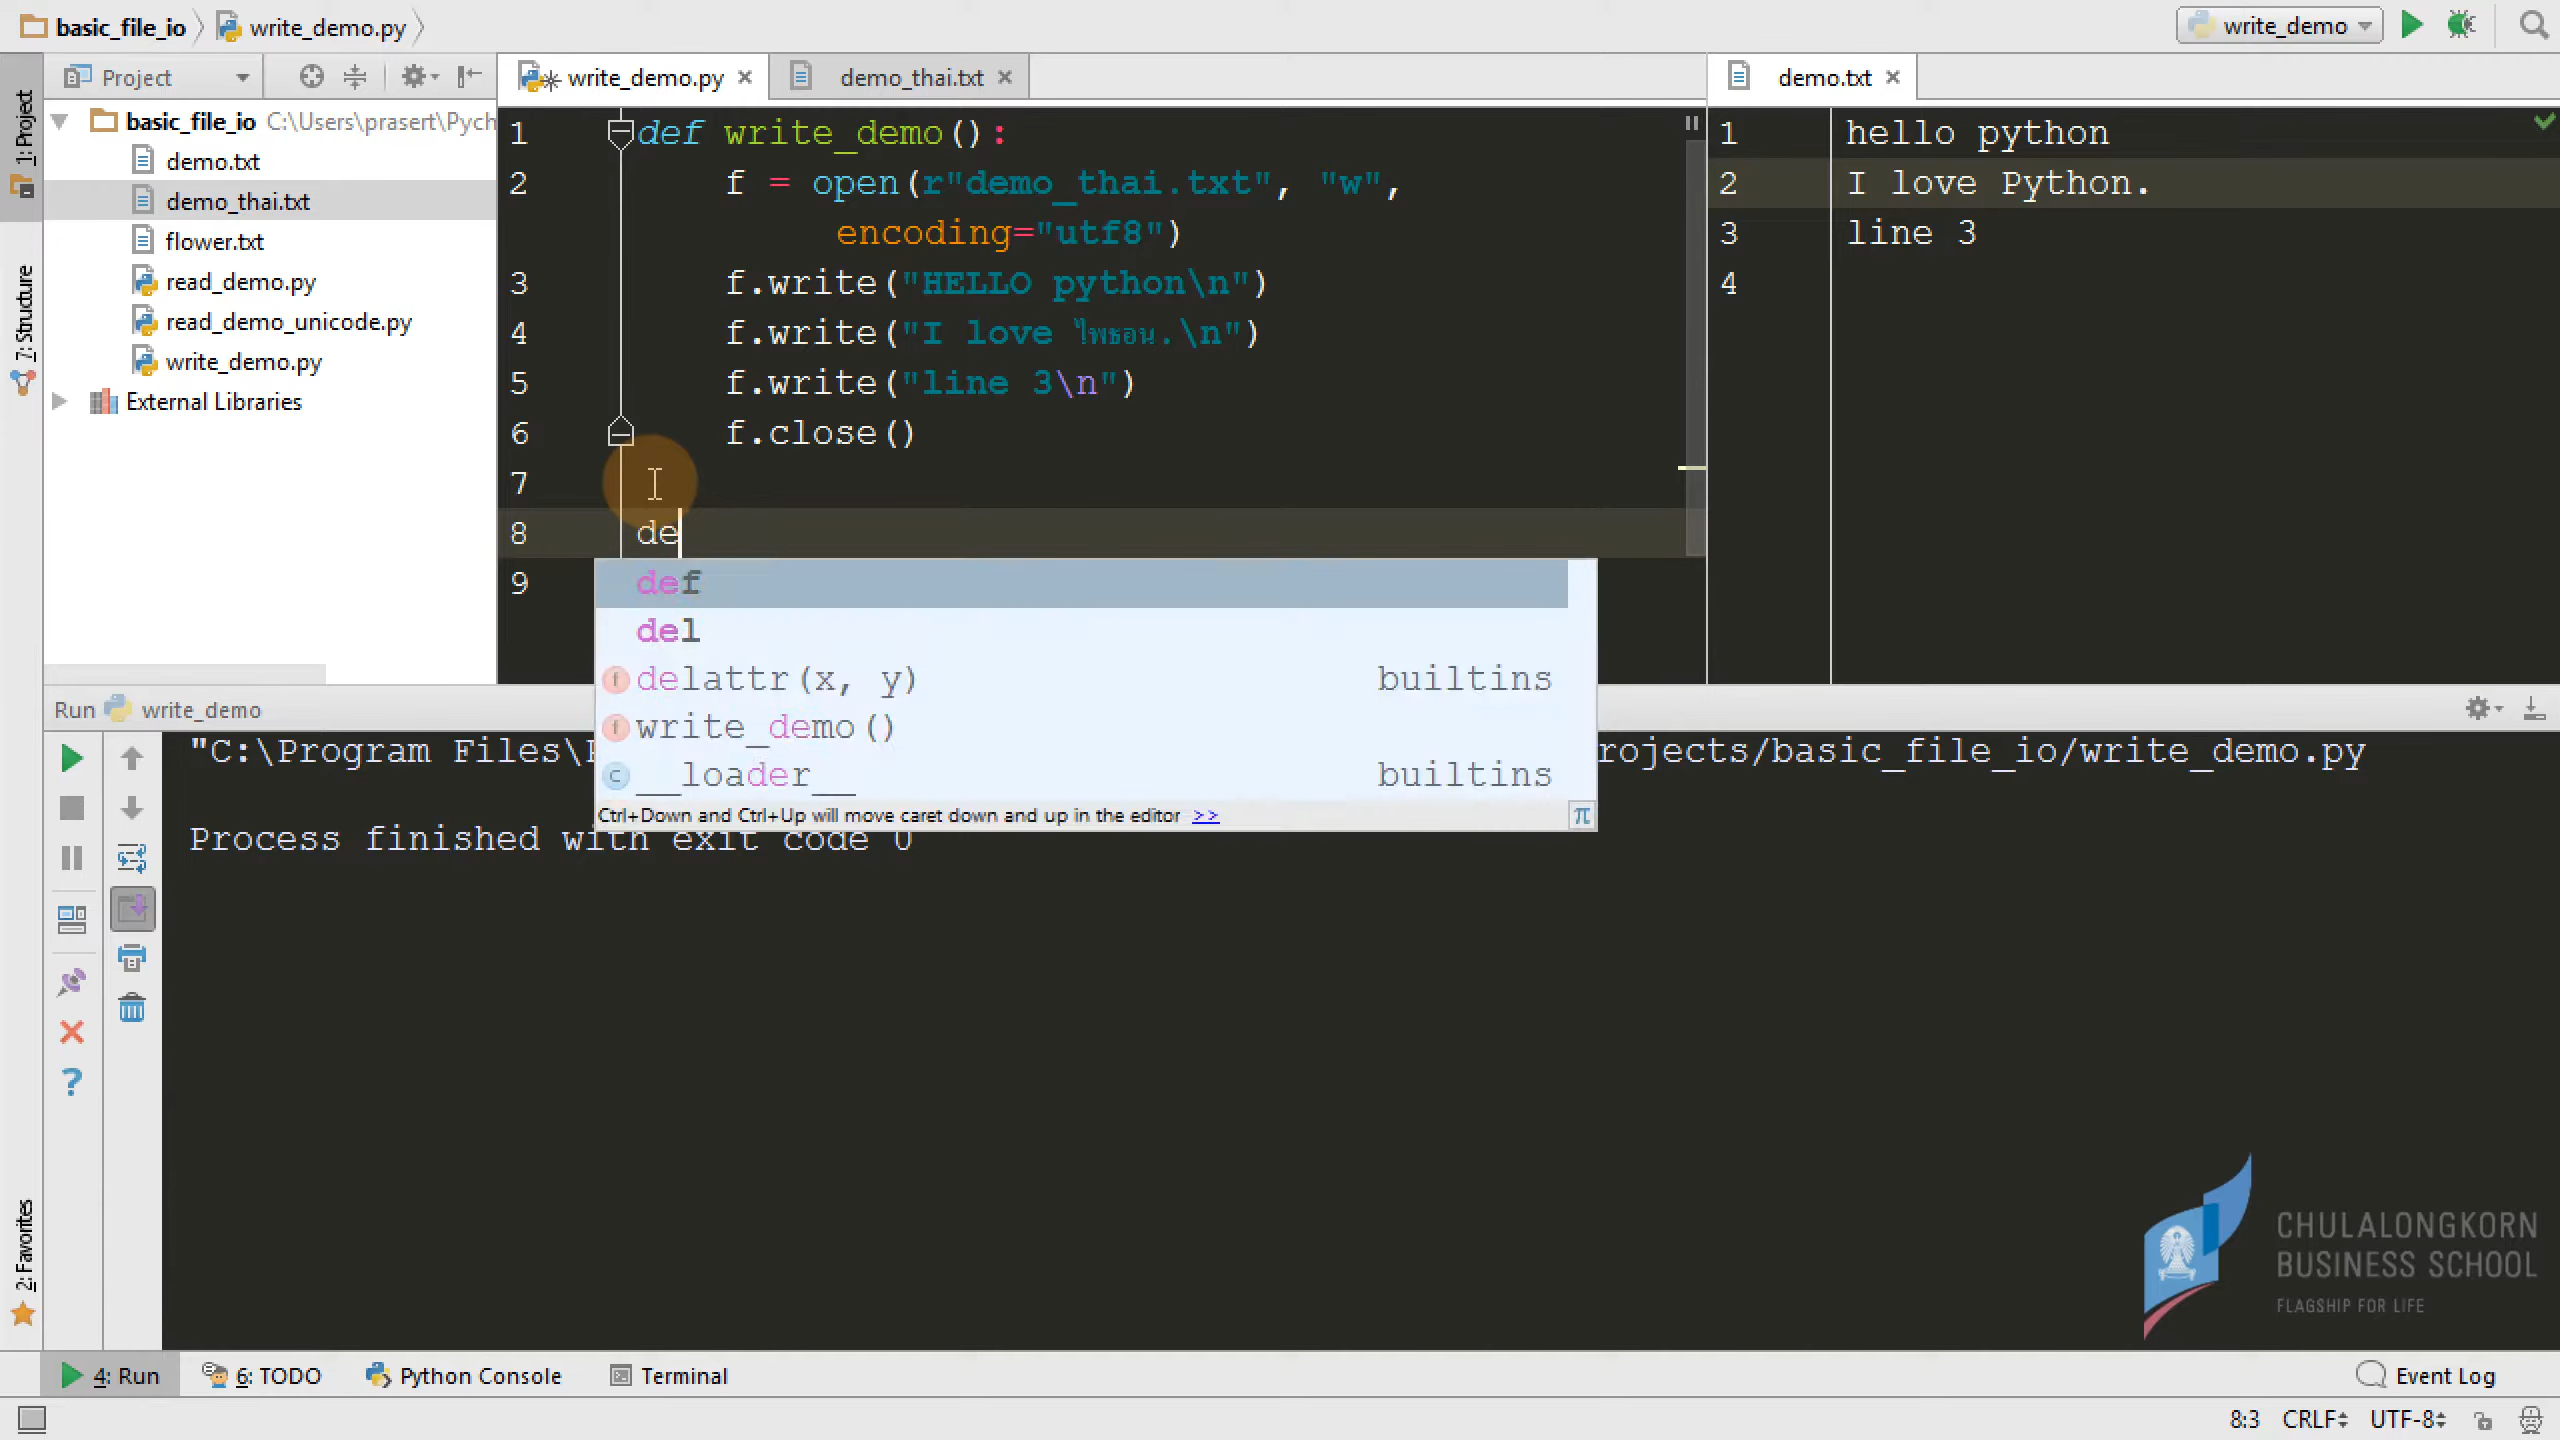 basic_file_io write_demo.py write_demo
Project write_demo.py demo_thai.txt demo.txt
1: Project
7: Structure
2: Favorites
basic_file_io C:\Users\prasert\Pych
demo.txt
demo_thai.txt
flower.txt
read_demo.py
read_demo_unicode.py
write_demo.py
External Libraries
1 def write_demo():
2 f = open(r"demo_thai.txt", "w",
encoding="utf8")
3 f.write("HELLO python\n")
4 f.write("I love ไพธอน.\n")
5 f.write("line 3\n")
6 f.close()
7
8 de
9
def
del
f delattr(x, y) builtins
f write_demo()
c __loader__ builtins
Ctrl+Down and Ctrl+Up will move caret down and up in the editor >> π
1 hello python
2 I love Python.
3 line 3
4
Run write_demo
"C:\Program Files\ rojects/basic_file_io/write_demo.py
Process finished with exit code 0
CHULALONGKORN
BUSINESS SCHOOL
FLAGSHIP FOR LIFE
4: Run 6: TODO Python Console Terminal Event Log
8:3 CRLF UTF-8